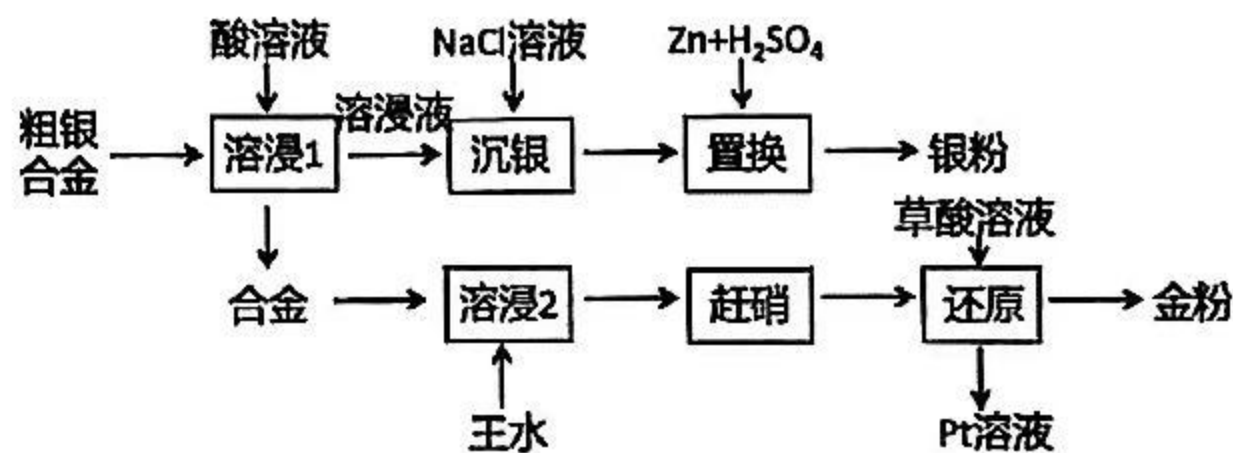 酸溶液
NaCl溶液
Zn+H₂SO₄
粗银
合金
溶浸1
溶浸液
沉银
置换
银粉
草酸溶液
合金
溶浸2
赶硝
还原
金粉
王水
Pt溶液